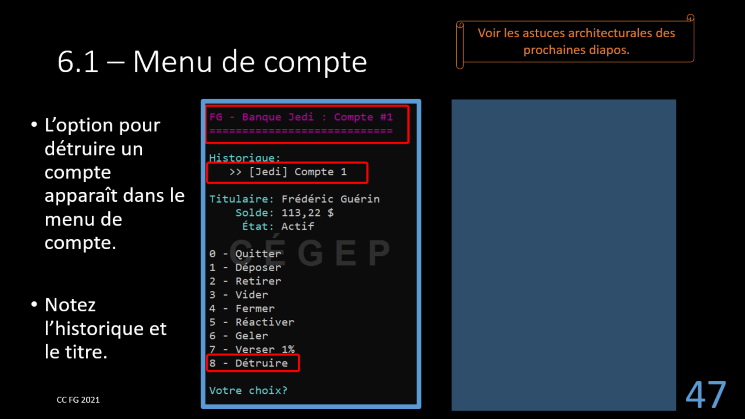 6.1 – Menu de compte
Voir les astuces architecturales des
prochaines diapos.
• L’option pour
détruire un
compte
apparaît dans le
menu de
compte.
• Notez
l’historique et
le titre.
FG - Banque Jedi : Compte #1
============================
Historique:
>> [Jedi] Compte 1
Titulaire: Frédéric Guérin
Solde: 113,22 $
État: Actif
CÉGEP
0 - Quitter
1 - Déposer
2 - Retirer
3 - Vider
4 - Fermer
5 - Réactiver
6 - Geler
7 - Verser 1%
8 - Détruire
Votre choix?
CC FG 2021
47